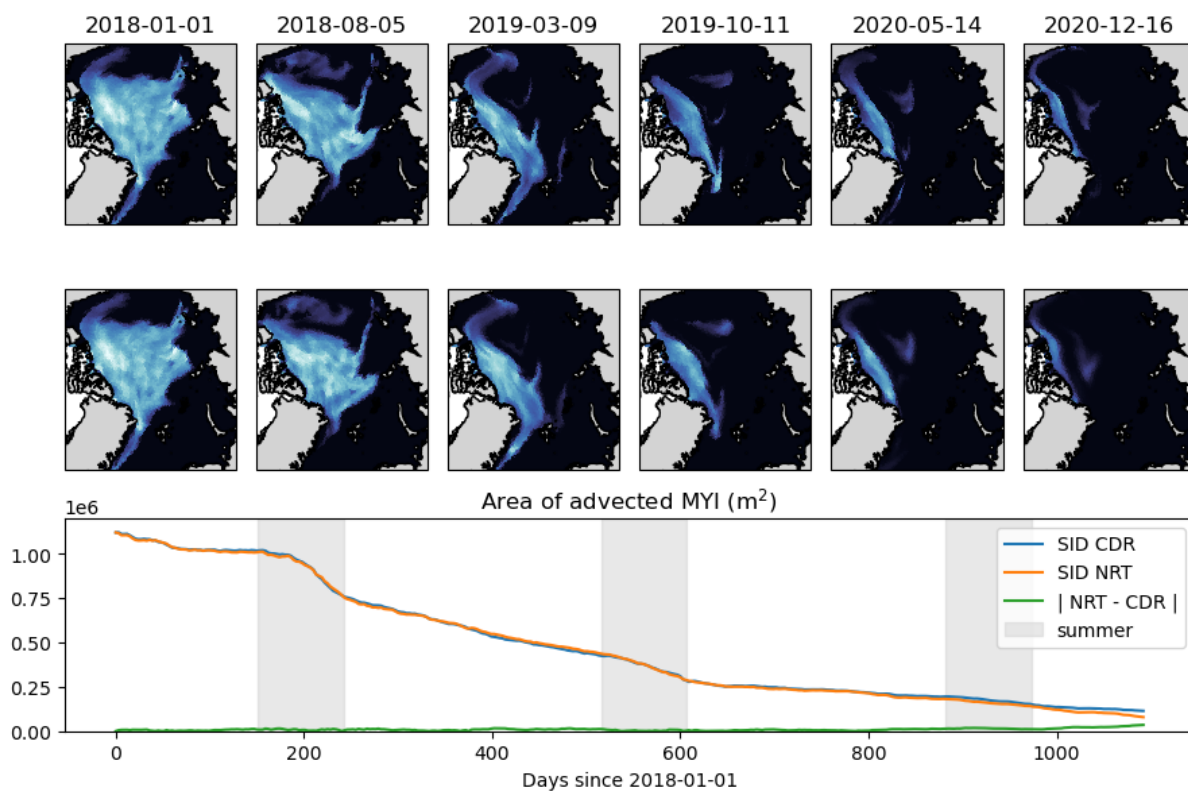 2018-01-01 2018-08-05 2019-03-09 2019-10-11 2020-05-14 2020-12-16
Area of advected MYI (m²)
1e6
1.00
0.75
0.50
0.25
0.00
SID CDR
SID NRT
| NRT - CDR |
summer
0 200 400 600 800 1000
Days since 2018-01-01